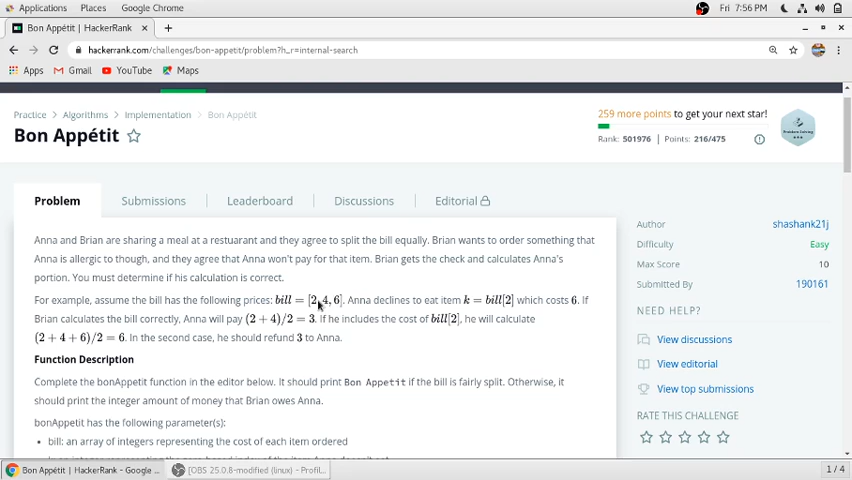 Applications Places Google Chrome Fri 7:56 PM
Bon Appétit | HackerRank
hackerrank.com/challenges/bon-appetit/problem?h_r=internal-search
Apps Gmail YouTube Maps
Practice > Algorithms > Implementation > Bon Appétit
Bon Appétit
259 more points to get your next star!
Rank: 501976 | Points: 216/475
Problem Solving
Problem Submissions Leaderboard Discussions Editorial
Anna and Brian are sharing a meal at a restuarant and they agree to split the bill equally. Brian wants to order something that
Anna is allergic to though, and they agree that Anna won't pay for that item. Brian gets the check and calculates Anna's
portion. You must determine if his calculation is correct.
For example, assume the bill has the following prices: bill = [2, 4, 6]. Anna declines to eat item k = bill[2] which costs 6. If
Brian calculates the bill correctly, Anna will pay (2 + 4)/2 = 3. If he includes the cost of bill[2], he will calculate
(2 + 4 + 6)/2 = 6. In the second case, he should refund 3 to Anna.
Function Description
Complete the bonAppetit function in the editor below. It should print Bon Appetit if the bill is fairly split. Otherwise, it
should print the integer amount of money that Brian owes Anna.
bonAppetit has the following parameter(s):
• bill: an array of integers representing the cost of each item ordered
Author shashank21j
Difficulty Easy
Max Score 10
Submitted By 190161
NEED HELP?
View discussions
View editorial
View top submissions
RATE THIS CHALLENGE
Bon Appétit | HackerRank - Google ... [OBS 25.0.8-modified (linux) - Profil... 1 / 4